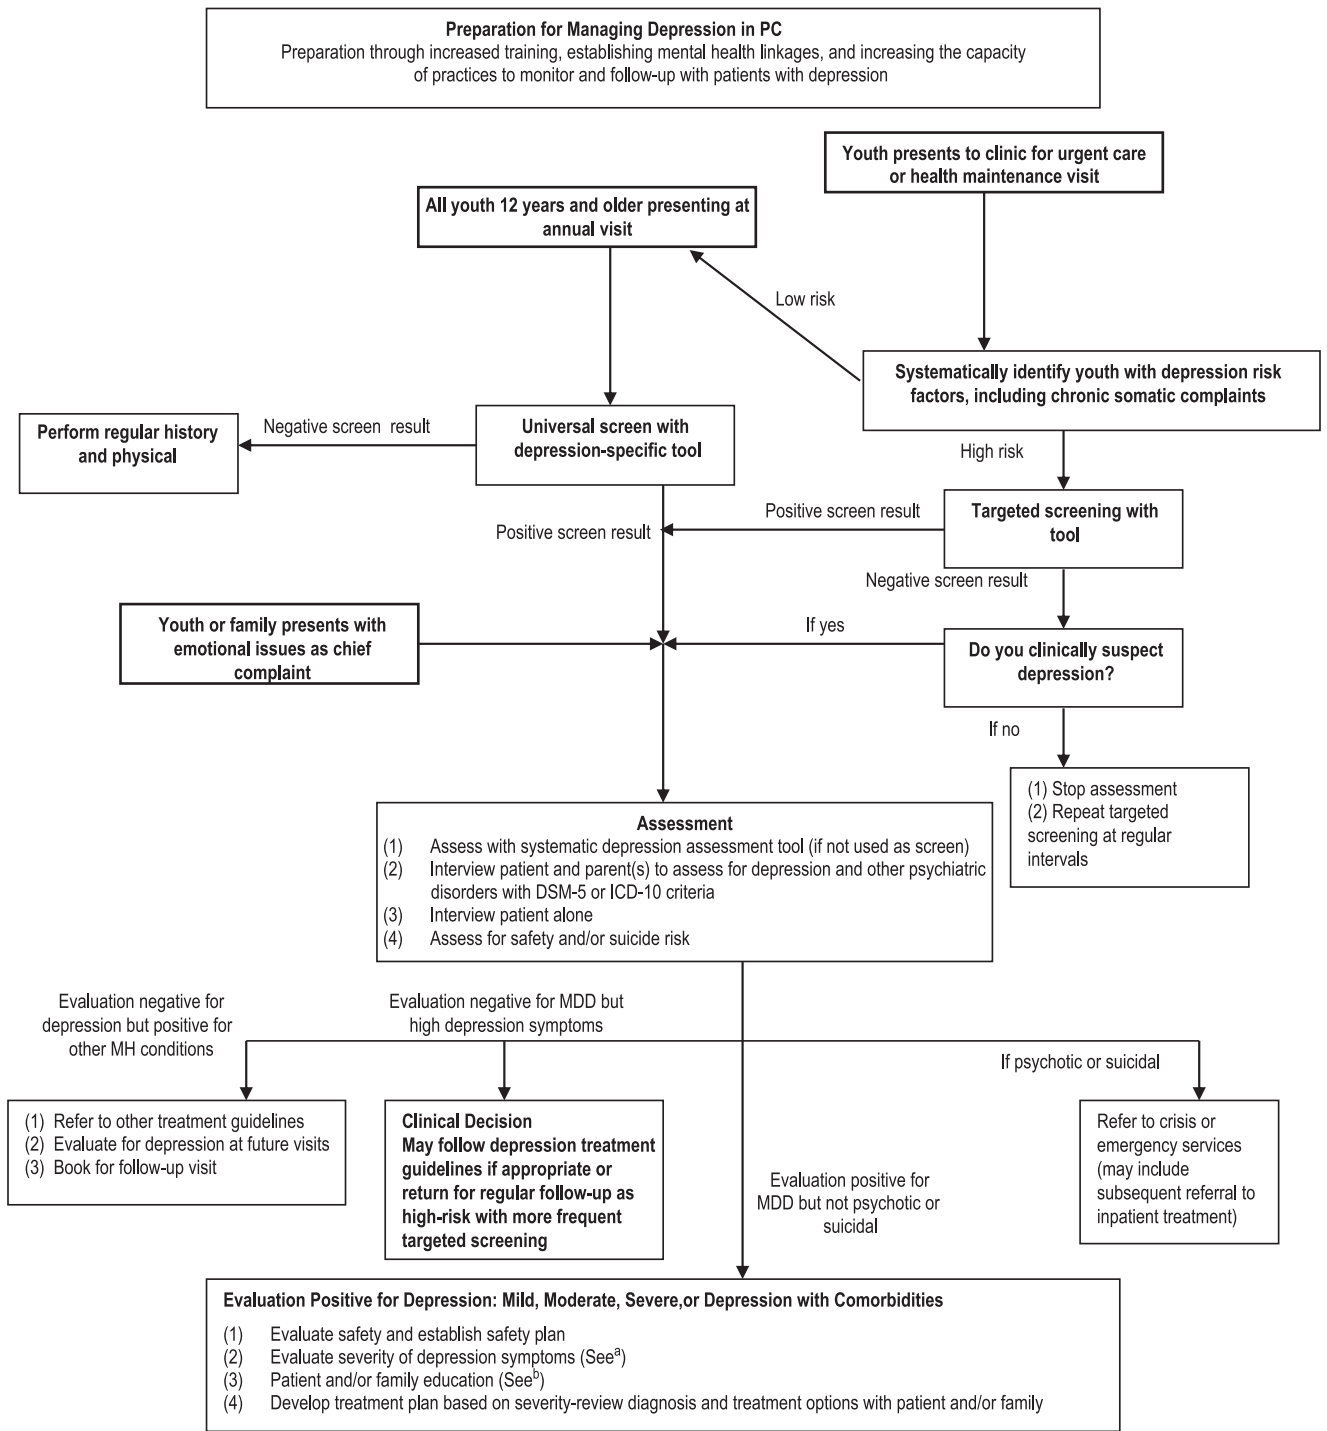 Preparation for Managing Depression in PC
Preparation through increased training, establishing mental health linkages, and increasing the capacity
of practices to monitor and follow-up with patients with depression
Youth presents to clinic for urgent care
or health maintenance visit
All youth 12 years and older presenting at
annual visit
Low risk
Systematically identify youth with depression risk
factors, including chronic somatic complaints
Perform regular history
and physical
Negative screen result
Universal screen with
depression-specific tool
High risk
Positive screen result
Positive screen result
Targeted screening with
tool
Negative screen result
Youth or family presents with
emotional issues as chief
complaint
If yes
Do you clinically suspect
depression?
If no
(1) Stop assessment
(2) Repeat targeted
screening at regular
intervals
Assessment
(1) Assess with systematic depression assessment tool (if not used as screen)
(2) Interview patient and parent(s) to assess for depression and other psychiatric
disorders with DSM-5 or ICD-10 criteria
(3) Interview patient alone
(4) Assess for safety and/or suicide risk
Evaluation negative for
depression but positive for
other MH conditions
Evaluation negative for MDD but
high depression symptoms
If psychotic or suicidal
(1) Refer to other treatment guidelines
(2) Evaluate for depression at future visits
(3) Book for follow-up visit
Clinical Decision
May follow depression treatment
guidelines if appropriate or
return for regular follow-up as
high-risk with more frequent
targeted screening
Evaluation positive for
MDD but not psychotic or
suicidal
Refer to crisis or
emergency services
(may include
subsequent referral to
inpatient treatment)
Evaluation Positive for Depression: Mild, Moderate, Severe,or Depression with Comorbidities
(1) Evaluate safety and establish safety plan
(2) Evaluate severity of depression symptoms (See^a)
(3) Patient and/or family education (See^b)
(4) Develop treatment plan based on severity-review diagnosis and treatment options with patient and/or family